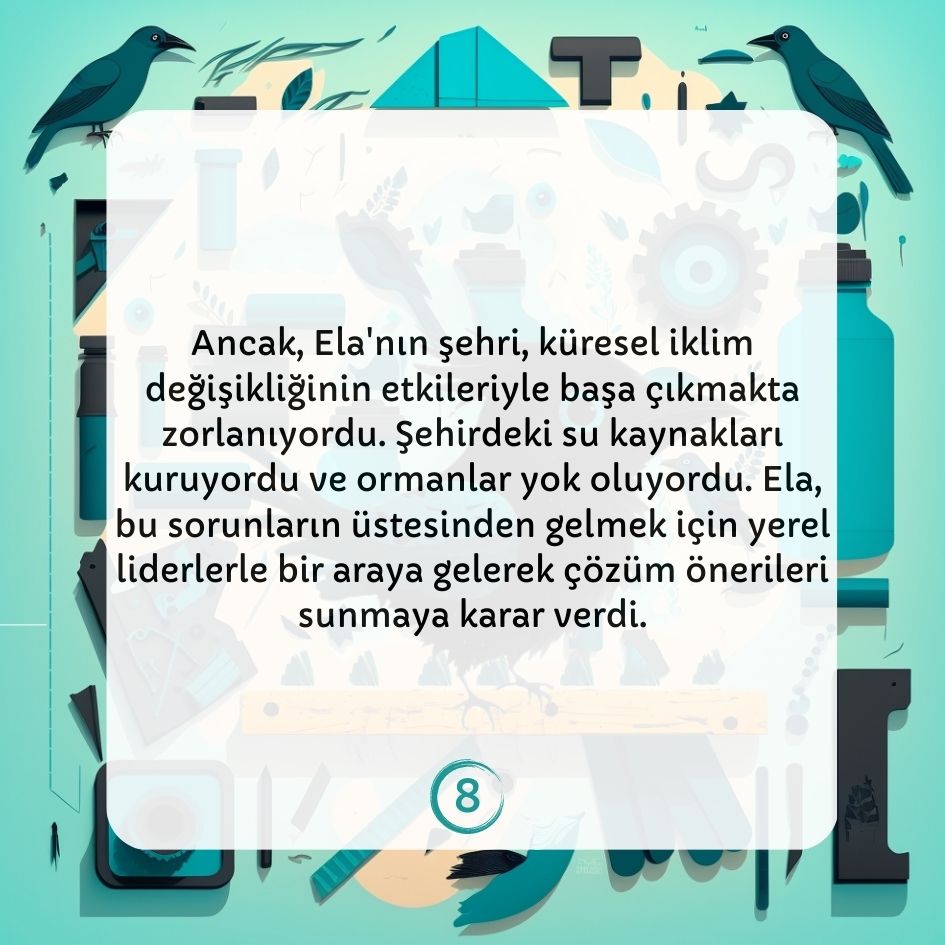 Ancak, Ela'nın şehri, küresel iklim
değişikliğinin etkileriyle başa çıkmakta
zorlanıyordu. Şehirdeki su kaynakları
kuruyordu ve ormanlar yok oluyordu. Ela,
bu sorunların üstesinden gelmek için yerel
liderlerle bir araya gelerek çözüm önerileri
sunmaya karar verdi.
8